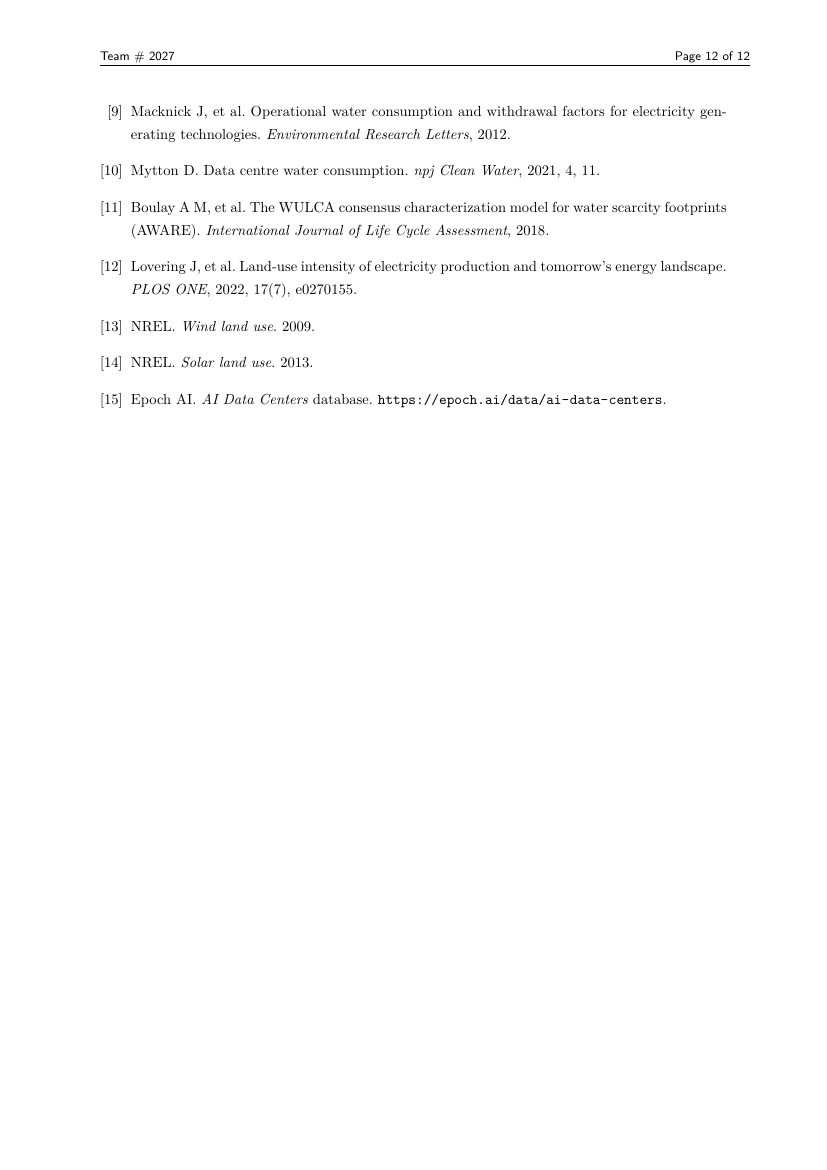 Team # 2027 Page 12 of 12
[9] Macknick J, et al. Operational water consumption and withdrawal factors for electricity gen-
erating technologies. Environmental Research Letters, 2012.
[10] Mytton D. Data centre water consumption. npj Clean Water, 2021, 4, 11.
[11] Boulay A M, et al. The WULCA consensus characterization model for water scarcity footprints
(AWARE). International Journal of Life Cycle Assessment, 2018.
[12] Lovering J, et al. Land-use intensity of electricity production and tomorrow's energy landscape.
PLOS ONE, 2022, 17(7), e0270155.
[13] NREL. Wind land use. 2009.
[14] NREL. Solar land use. 2013.
[15] Epoch AI. AI Data Centers database. https://epoch.ai/data/ai-data-centers.